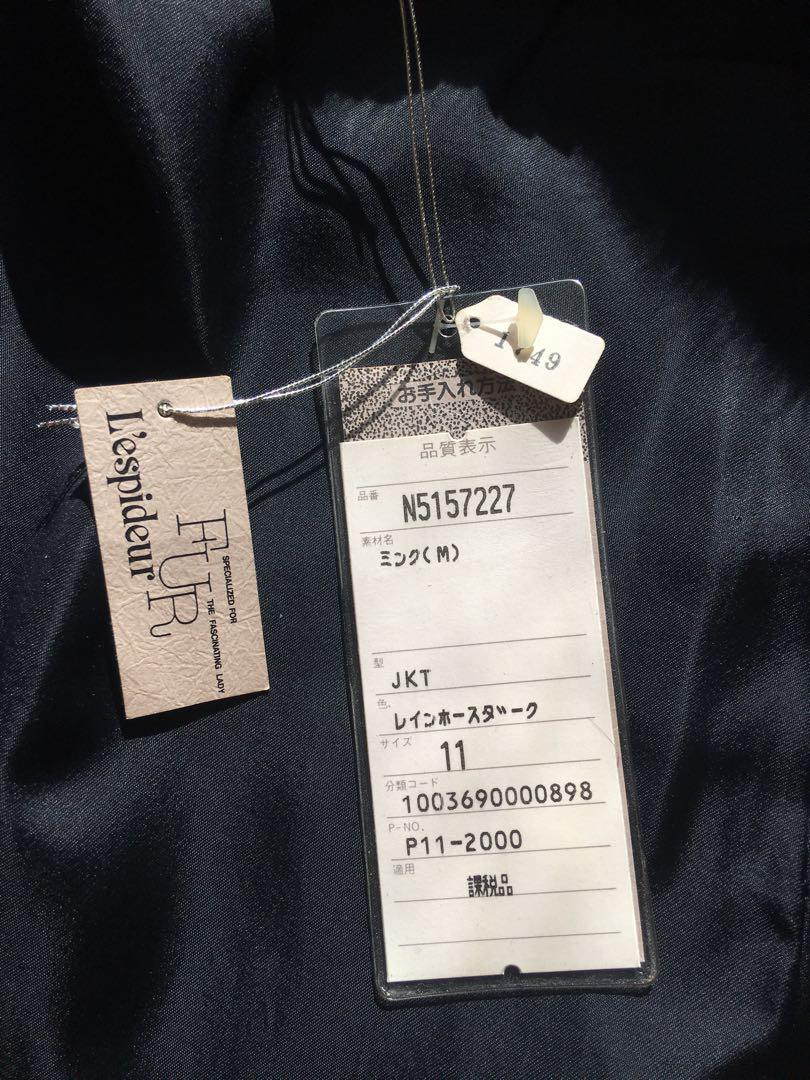 お手入れ方法
品質表示
品番 N5157227
素材名
ミンク(M)
型 JKT
色 レインホースダーク
サイズ 11
分類コード
1003690000898
P-NO.
P11-2000
適用
課税品
L'espideur
FUR
SPECIALIZED FOR
THE FASCINATING LADY